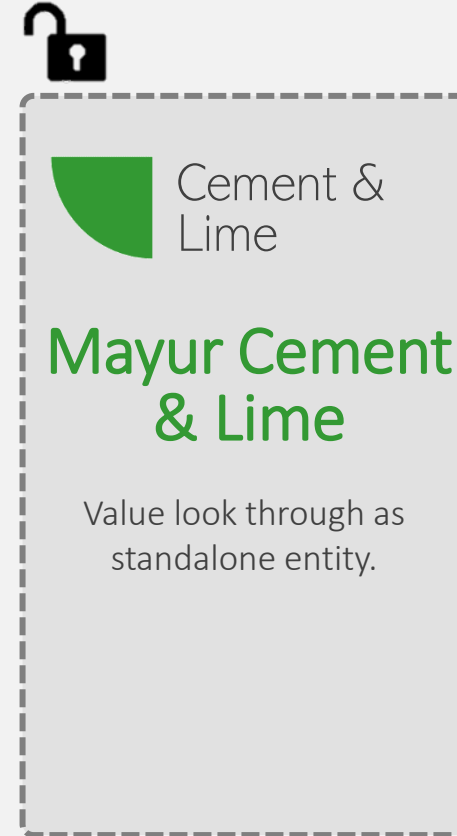 Cement &
Lime
Mayur Cement
& Lime
Value look through as
standalone entity.